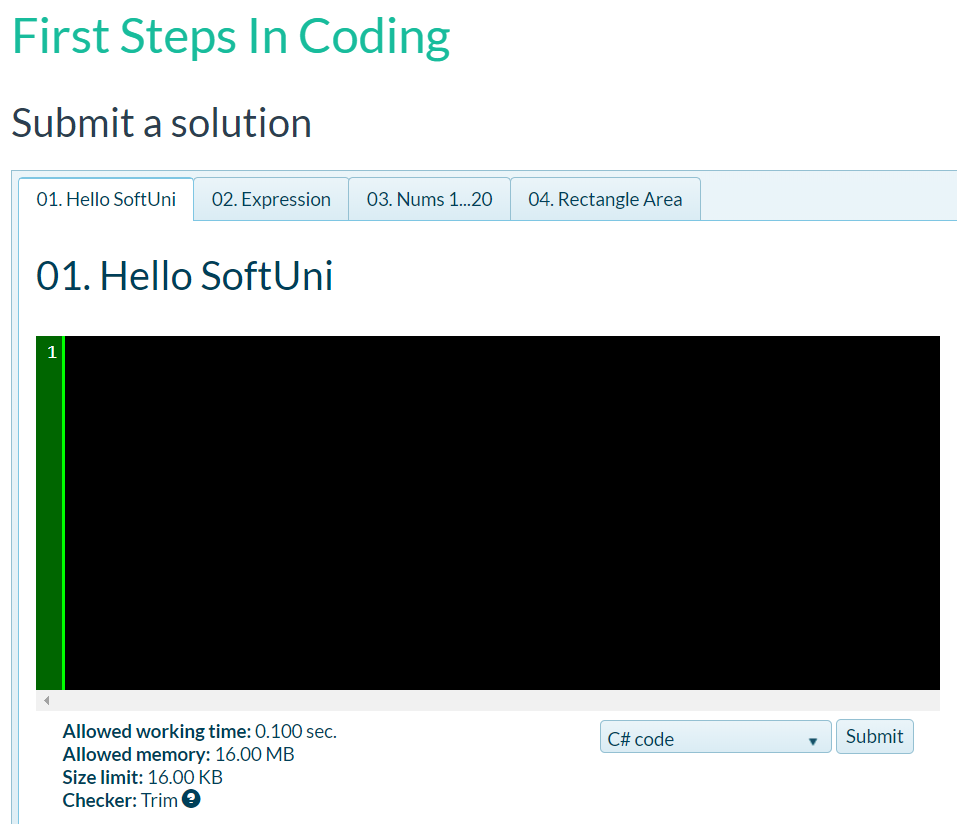 First Steps In Coding
Submit a solution
01. Hello SoftUni 02. Expression 03. Nums 1...20 04. Rectangle Area
01. Hello SoftUni
1
Allowed working time: 0.100 sec. C# code Submit
Allowed memory: 16.00 MB
Size limit: 16.00 KB
Checker: Trim ?